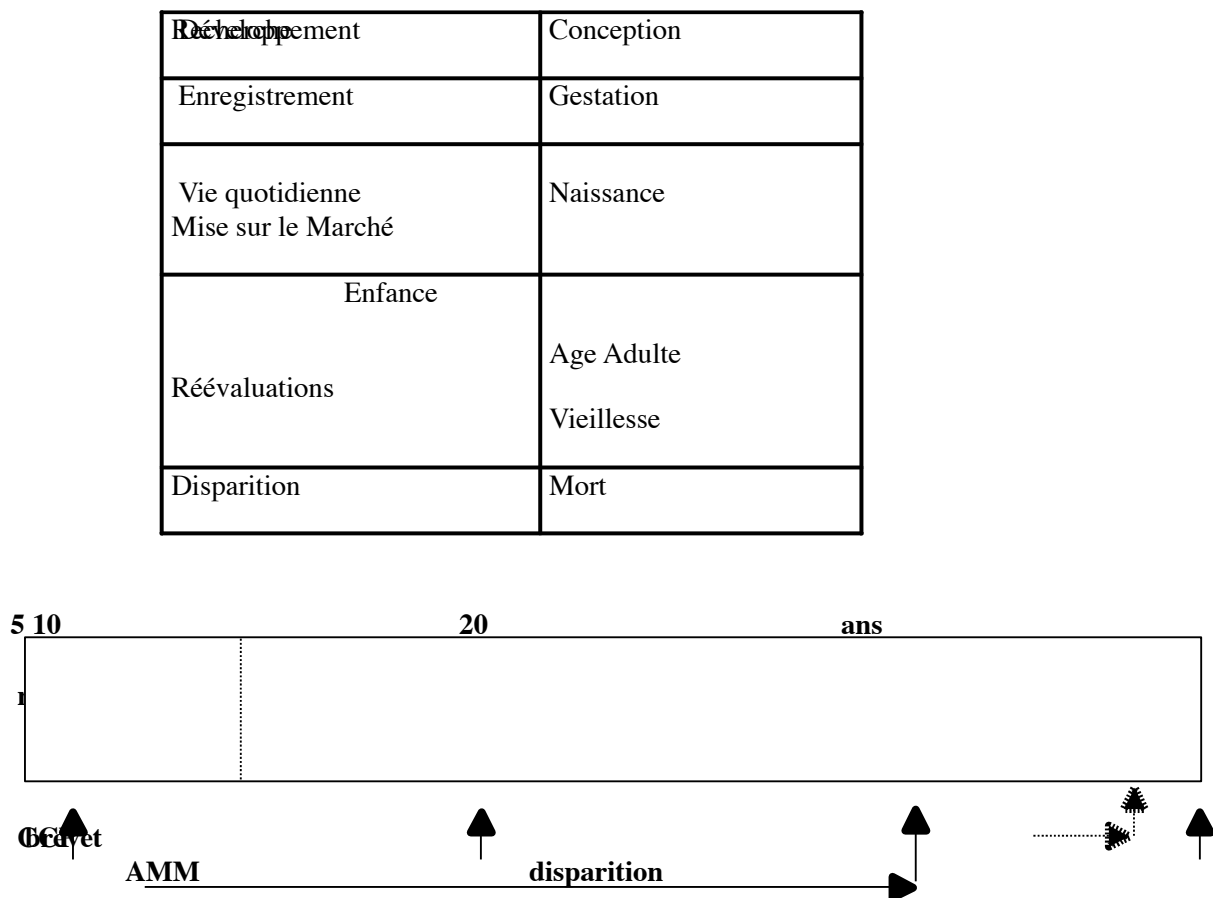 Développement Conception
Enregistrement Gestation
Vie quotidienne Naissance
Mise sur le Marché
Enfance
Age Adulte
Réévaluations
Vieillesse
Disparition Mort
5 10 20 ans
brevet
AMM disparition